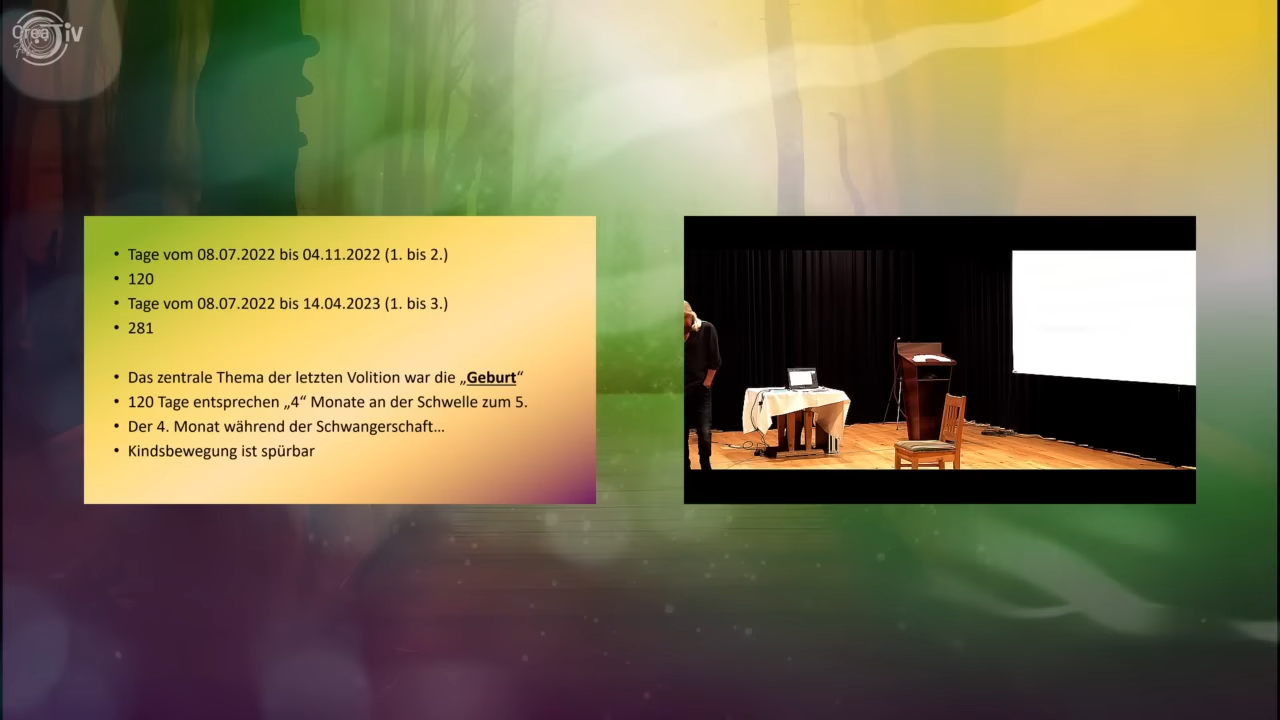 CreaTiv
• Tage vom 08.07.2022 bis 04.11.2022 (1. bis 2.)
• 120
• Tage vom 08.07.2022 bis 14.04.2023 (1. bis 3.)
• 281
• Das zentrale Thema der letzten Volition war die „Geburt“
• 120 Tage entsprechen „4“ Monate an der Schwelle zum 5.
• Der 4. Monat während der Schwangerschaft…
• Kindsbewegung ist spürbar